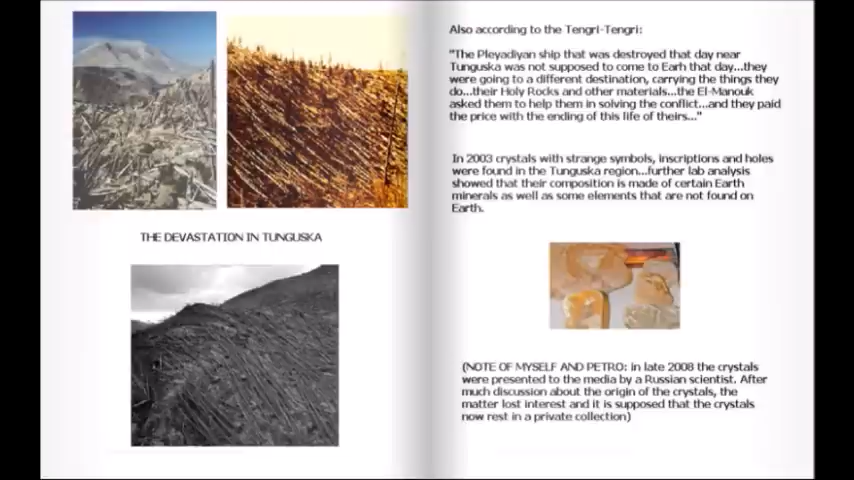 THE DEVASTATION IN TUNGUSKA
Also according to the Tengri-Tengri:
"The Pleyadiyan ship that was destroyed that day near
Tunguska was not supposed to come to Earh that day...they
were going to a different destination, carrying the things they
do...their Holy Rocks and other materials...the El-Manouk
asked them to help them in solving the conflict...and they paid
the price with the ending of this life of theirs..."
In 2003 crystals with strange symbols, inscriptions and holes
were found in the Tunguska region...further lab analysis
showed that their composition is made of certain Earth
minerals as well as some elements that are not found on
Earth.
(NOTE OF MYSELF AND PETRO: in late 2008 the crystals
were presented to the media by a Russian scientist. After
much discussion about the origin of the crystals, the
matter lost interest and it is supposed that the crystals
now rest in a private collection)